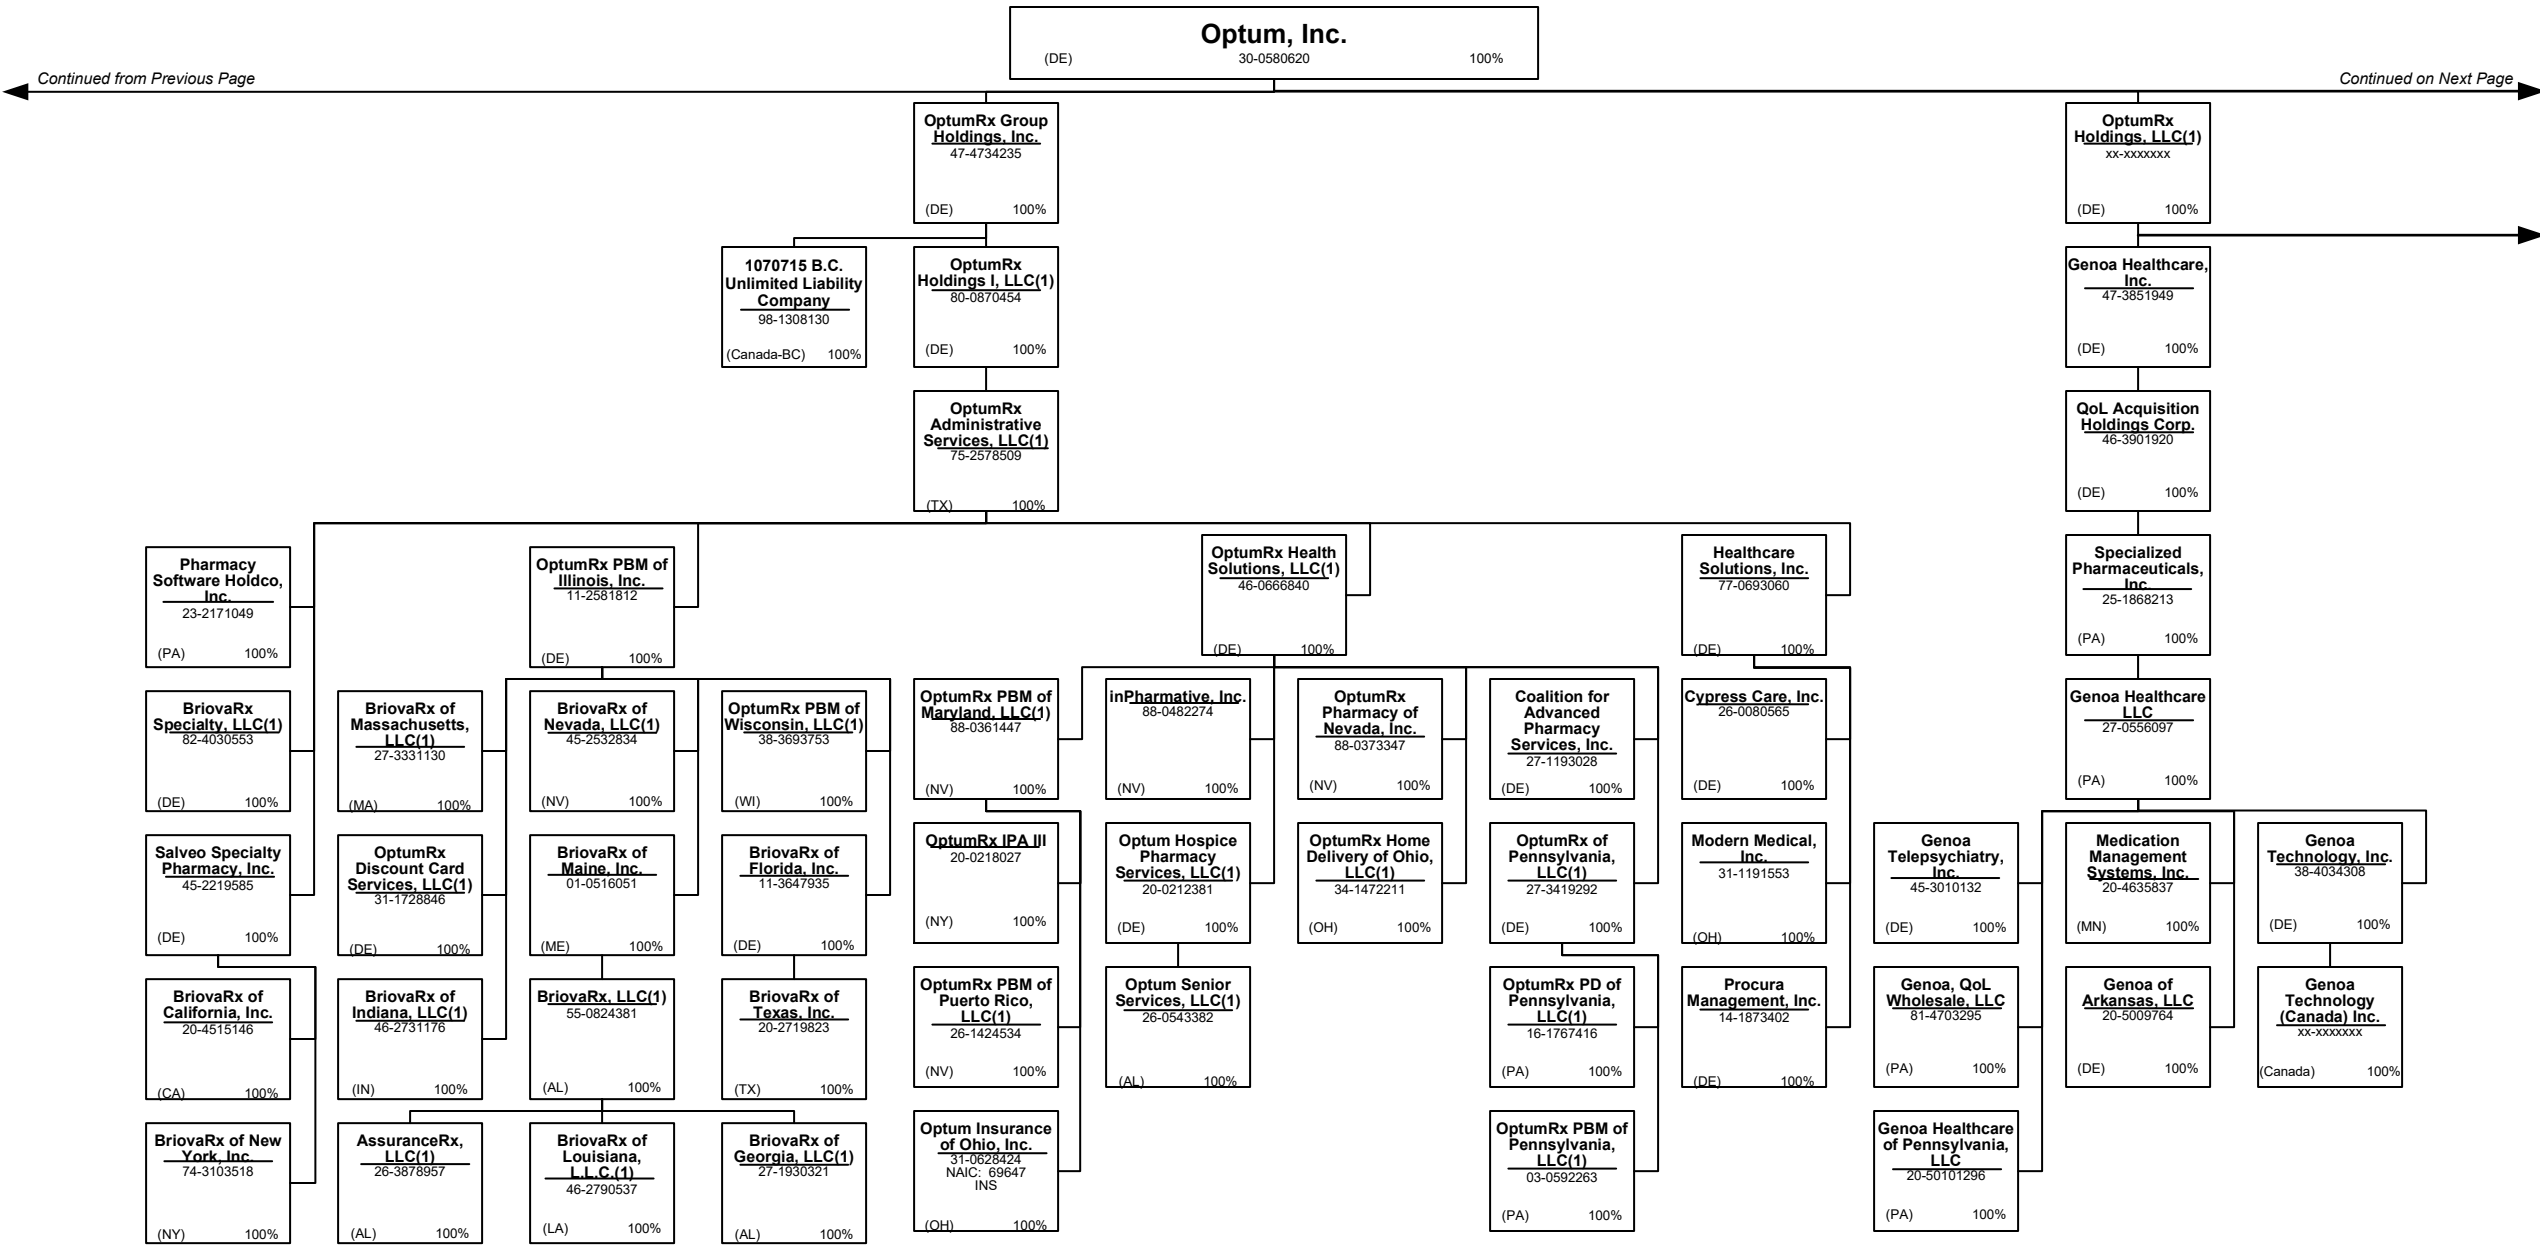 Optum, Inc.
(DE) 30-0580620 100%
Continued from Previous Page
Continued on Next Page
OptumRx Group
Holdings, Inc.
47-4734235
(DE) 100%
OptumRx
Holdings, LLC(1)
xx-xxxxxxx
(DE) 100%
1070715 B.C.
Unlimited Liability
Company
98-1308130
(Canada-BC) 100%
OptumRx
Holdings I, LLC(1)
80-0870454
(DE) 100%
Genoa Healthcare,
Inc.
47-3851949
(DE) 100%
OptumRx
Administrative
Services, LLC(1)
75-2578509
(TX) 100%
QoL Acquisition
Holdings Corp.
46-3901920
(DE) 100%
Pharmacy
Software Holdco,
Inc.
23-2171049
(PA) 100%
OptumRx PBM of
Illinois, Inc.
11-2581812
(DE) 100%
OptumRx Health
Solutions, LLC(1)
46-0666840
(DE) 100%
Healthcare
Solutions, Inc.
77-0693060
(DE) 100%
Specialized
Pharmaceuticals,
Inc.
25-1868213
(PA) 100%
BriovaRx
Specialty, LLC(1)
82-4030553
(DE) 100%
BriovaRx of
Massachusetts,
LLC(1)
27-3331130
(MA) 100%
BriovaRx of
Nevada, LLC(1)
45-2532834
(NV) 100%
OptumRx PBM of
Wisconsin, LLC(1)
38-3693753
(WI) 100%
OptumRx PBM of
Maryland, LLC(1)
88-0361447
(NV) 100%
inPharmative, Inc.
88-0482274
(NV) 100%
OptumRx
Pharmacy of
Nevada, Inc.
88-0373347
(NV) 100%
Coalition for
Advanced
Pharmacy
Services, Inc.
27-1193028
(DE) 100%
Cypress Care, Inc.
26-0080565
(DE) 100%
Genoa Healthcare
LLC
27-0556097
(PA) 100%
Salveo Specialty
Pharmacy, Inc.
45-2219585
(DE) 100%
OptumRx
Discount Card
Services, LLC(1)
31-1728846
(DE) 100%
BriovaRx of
Maine, Inc.
01-0516051
(ME) 100%
BriovaRx of
Florida, Inc.
11-3647935
(DE) 100%
OptumRx IPA III
20-0218027
(NY) 100%
Optum Hospice
Pharmacy
Services, LLC(1)
20-0212381
(DE) 100%
OptumRx Home
Delivery of Ohio,
LLC(1)
34-1472211
(OH) 100%
OptumRx of
Pennsylvania,
LLC(1)
27-3419292
(DE) 100%
Modern Medical,
Inc.
31-1191553
(OH) 100%
Genoa
Telepsychiatry,
Inc.
45-3010132
(DE) 100%
Medication
Management
Systems, Inc.
20-4635837
(MN) 100%
Genoa
Technology, Inc.
38-4034308
(DE) 100%
BriovaRx of
California, Inc.
20-4515146
(CA) 100%
BriovaRx of
Indiana, LLC(1)
46-2731176
(IN) 100%
BriovaRx, LLC(1)
55-0824381
(AL) 100%
BriovaRx of
Texas, Inc.
20-2719823
(TX) 100%
OptumRx PBM of
Puerto Rico,
LLC(1)
26-1424534
(NV) 100%
Optum Senior
Services, LLC(1)
26-0543382
(AL) 100%
OptumRx PD of
Pennsylvania,
LLC(1)
16-1767416
(PA) 100%
Procura
Management, Inc.
14-1873402
(DE) 100%
Genoa, QoL
Wholesale, LLC
81-4703295
(PA) 100%
Genoa of
Arkansas, LLC
20-5009764
(DE) 100%
Genoa
Technology
(Canada) Inc.
xx-xxxxxxx
(Canada) 100%
BriovaRx of New
York, Inc.
74-3103518
(NY) 100%
AssuranceRx,
LLC(1)
26-3878957
(AL) 100%
BriovaRx of
Louisiana,
L.L.C.(1)
46-2790537
(LA) 100%
BriovaRx of
Georgia, LLC(1)
27-1930321
(AL) 100%
Optum Insurance
of Ohio, Inc.
31-0628424
NAIC: 69647
INS
(OH) 100%
OptumRx PBM of
Pennsylvania,
LLC(1)
03-0592263
(PA) 100%
Genoa Healthcare
of Pennsylvania,
LLC
20-50101296
(PA) 100%